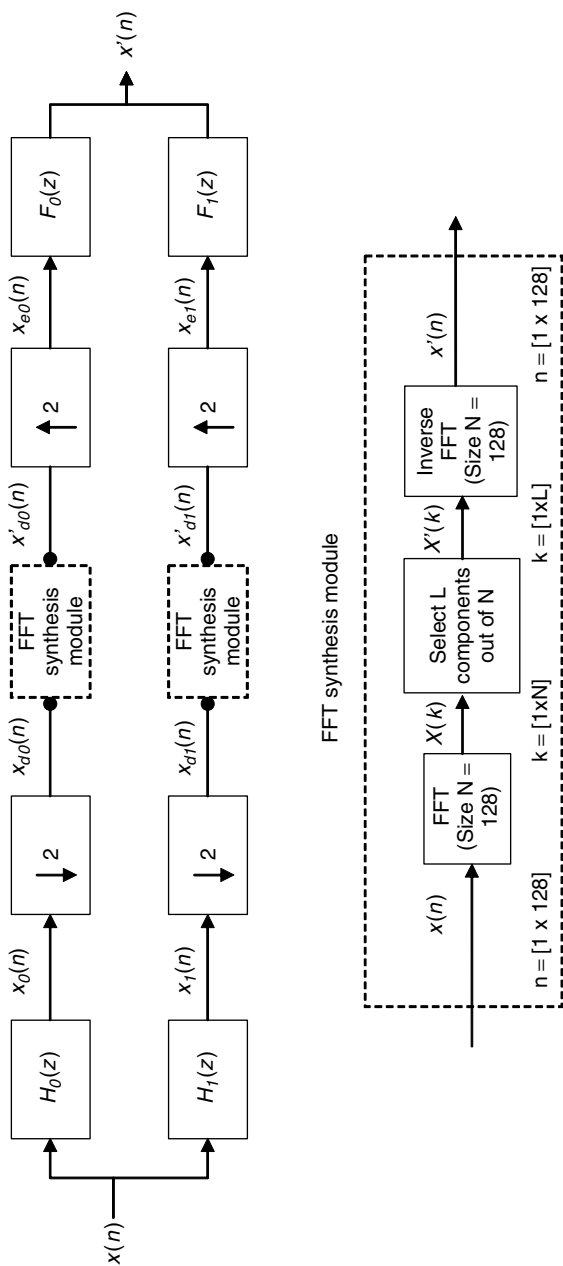 x(n)
H0(z)
x0(n)
2
xd0(n)
FFT
synthesis
module
x'd0(n)
2
xe0(n)
F0(z)
x'(n)
H1(z)
x1(n)
2
xd1(n)
FFT
synthesis
module
x'd1(n)
2
xe1(n)
F1(z)
FFT synthesis module
x(n)
n = [1 x 128]
FFT
(Size N =
128)
X(k)
k = [1xN]
Select L
components
out of N
X'(k)
k = [1xL]
Inverse
FFT
(Size N =
128)
x'(n)
n = [1 x 128]